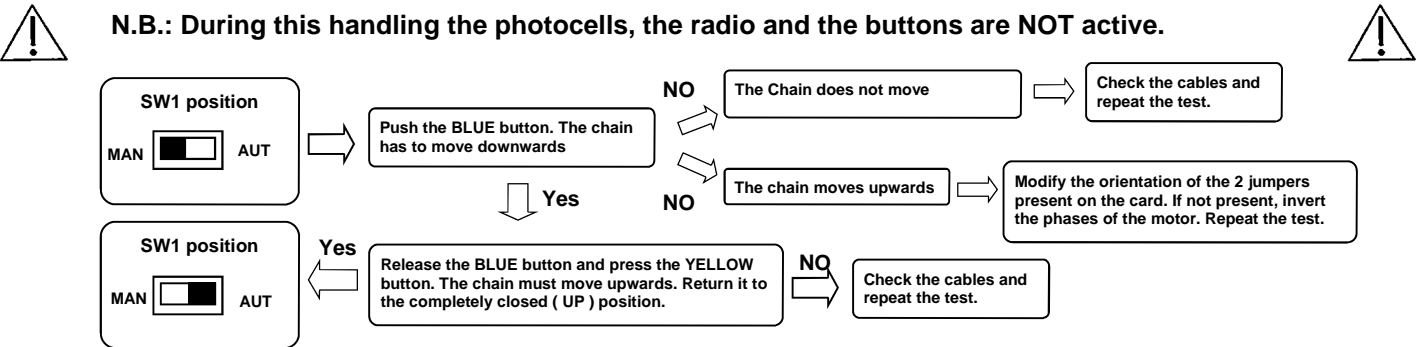 N.B.: During this handling the photocells, the radio and the buttons are NOT active.
SW1 position
MAN
AUT
Push the BLUE button. The chain
has to move downwards
NO
The Chain does not move
Check the cables and
repeat the test.
NO
The chain moves upwards
Modify the orientation of the 2 jumpers
present on the card. If not present, invert
the phases of the motor. Repeat the test.
Yes
Release the BLUE button and press the YELLOW
button. The chain must move upwards. Return it to
the completely closed ( UP ) position.
NO
Check the cables and
repeat the test.
Yes
SW1 position
MAN
AUT